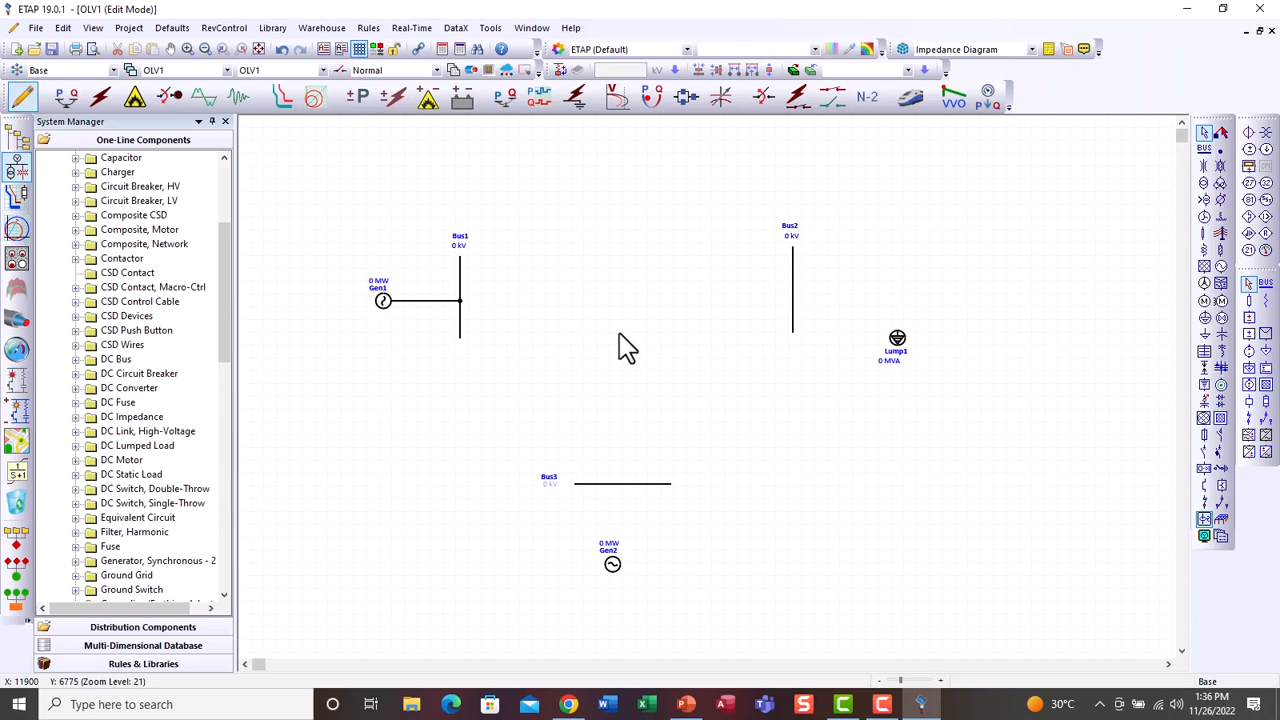 ETAP 19.0.1 - [OLV1 (Edit Mode)]
File Edit View Project Defaults RevControl Library Warehouse Rules Real-Time DataX Tools Window Help
ETAP (Default)
Impedance Diagram
Base
OLV1
OLV1
Normal
kV
N-2
VVO
System Manager
One-Line Components
Capacitor
Charger
Circuit Breaker, HV
Circuit Breaker, LV
Composite CSD
Composite, Motor
Composite, Network
Contactor
CSD Contact
CSD Contact, Macro-Ctrl
CSD Control Cable
CSD Devices
CSD Push Button
CSD Wires
DC Bus
DC Circuit Breaker
DC Converter
DC Fuse
DC Impedance
DC Link, High-Voltage
DC Lumped Load
DC Motor
DC Static Load
DC Switch, Double-Throw
DC Switch, Single-Throw
Equivalent Circuit
Filter, Harmonic
Fuse
Generator, Synchronous - 2
Ground Grid
Ground Switch
Distribution Components
Multi-Dimensional Database
Rules & Libraries
Bus1
0 kV
0 MW
Gen1
Bus2
0 kV
Lump1
0 MVA
Bus3
0 kV
0 MW
Gen2
BUS
BUS
X: 11900 Y: 6775 (Zoom Level: 21)
Base
Type here to search
30°C
1:36 PM
11/26/2022